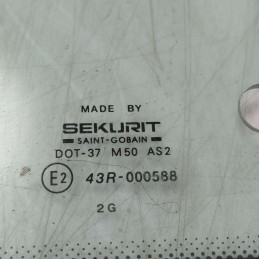 MADE BY
SEKURIT
SAINT-GOBAIN
DOT-37 M50 AS2
E2 43R-000588
2G